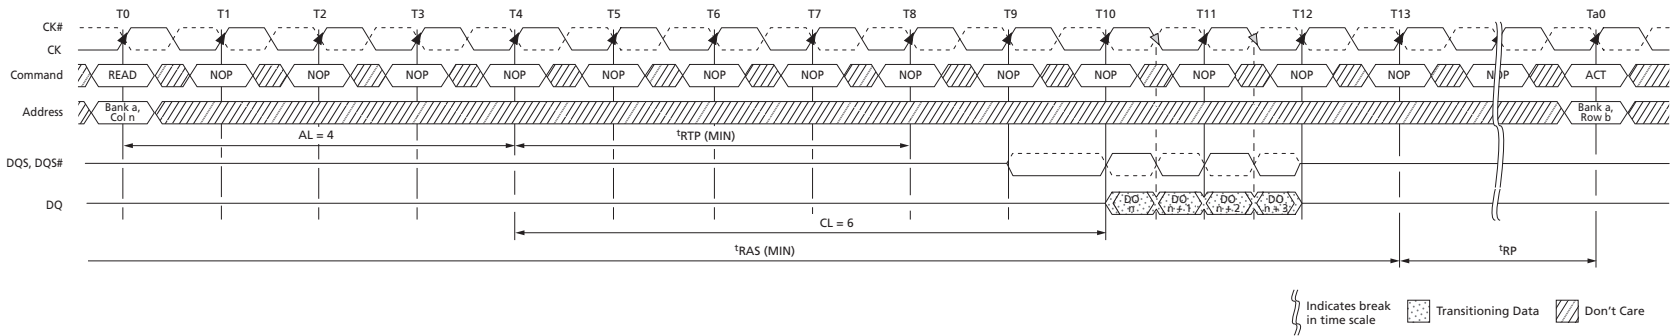 T0 T1 T2 T3 T4 T5 T6 T7 T8 T9 T10 T11 T12 T13 Ta0
CK#
CK
Command READ NOP NOP NOP NOP NOP NOP NOP NOP NOP NOP NOP NOP NOP NOP ACT
Address Bank a, Col n Bank a, Row b
AL = 4 tRTP (MIN)
DQS, DQS#
DQ DO n DO n + 1 DO n + 2 DO n + 3
CL = 6
tRAS (MIN) tRP
Indicates break in time scale Transitioning Data Don't Care